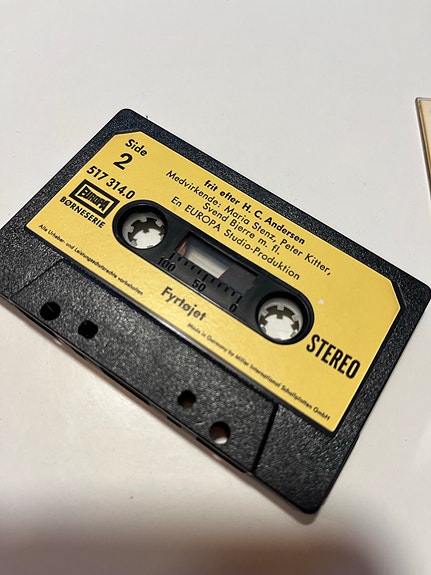 Side
2
517 314.0
EUROPA
BØRNESERIE
frit efter H. C. Andersen
Medvirkende: Maria Stenz, Peter Kitter,
Svend Bjerre m. fl.
En EUROPA Studio-Produktion
Alle Urheber- und Leistungsschutzrechte vorbehalten
100 50 0
Fyrtøjet
STEREO
Made in Germany by Miller International Schallplatten GmbH